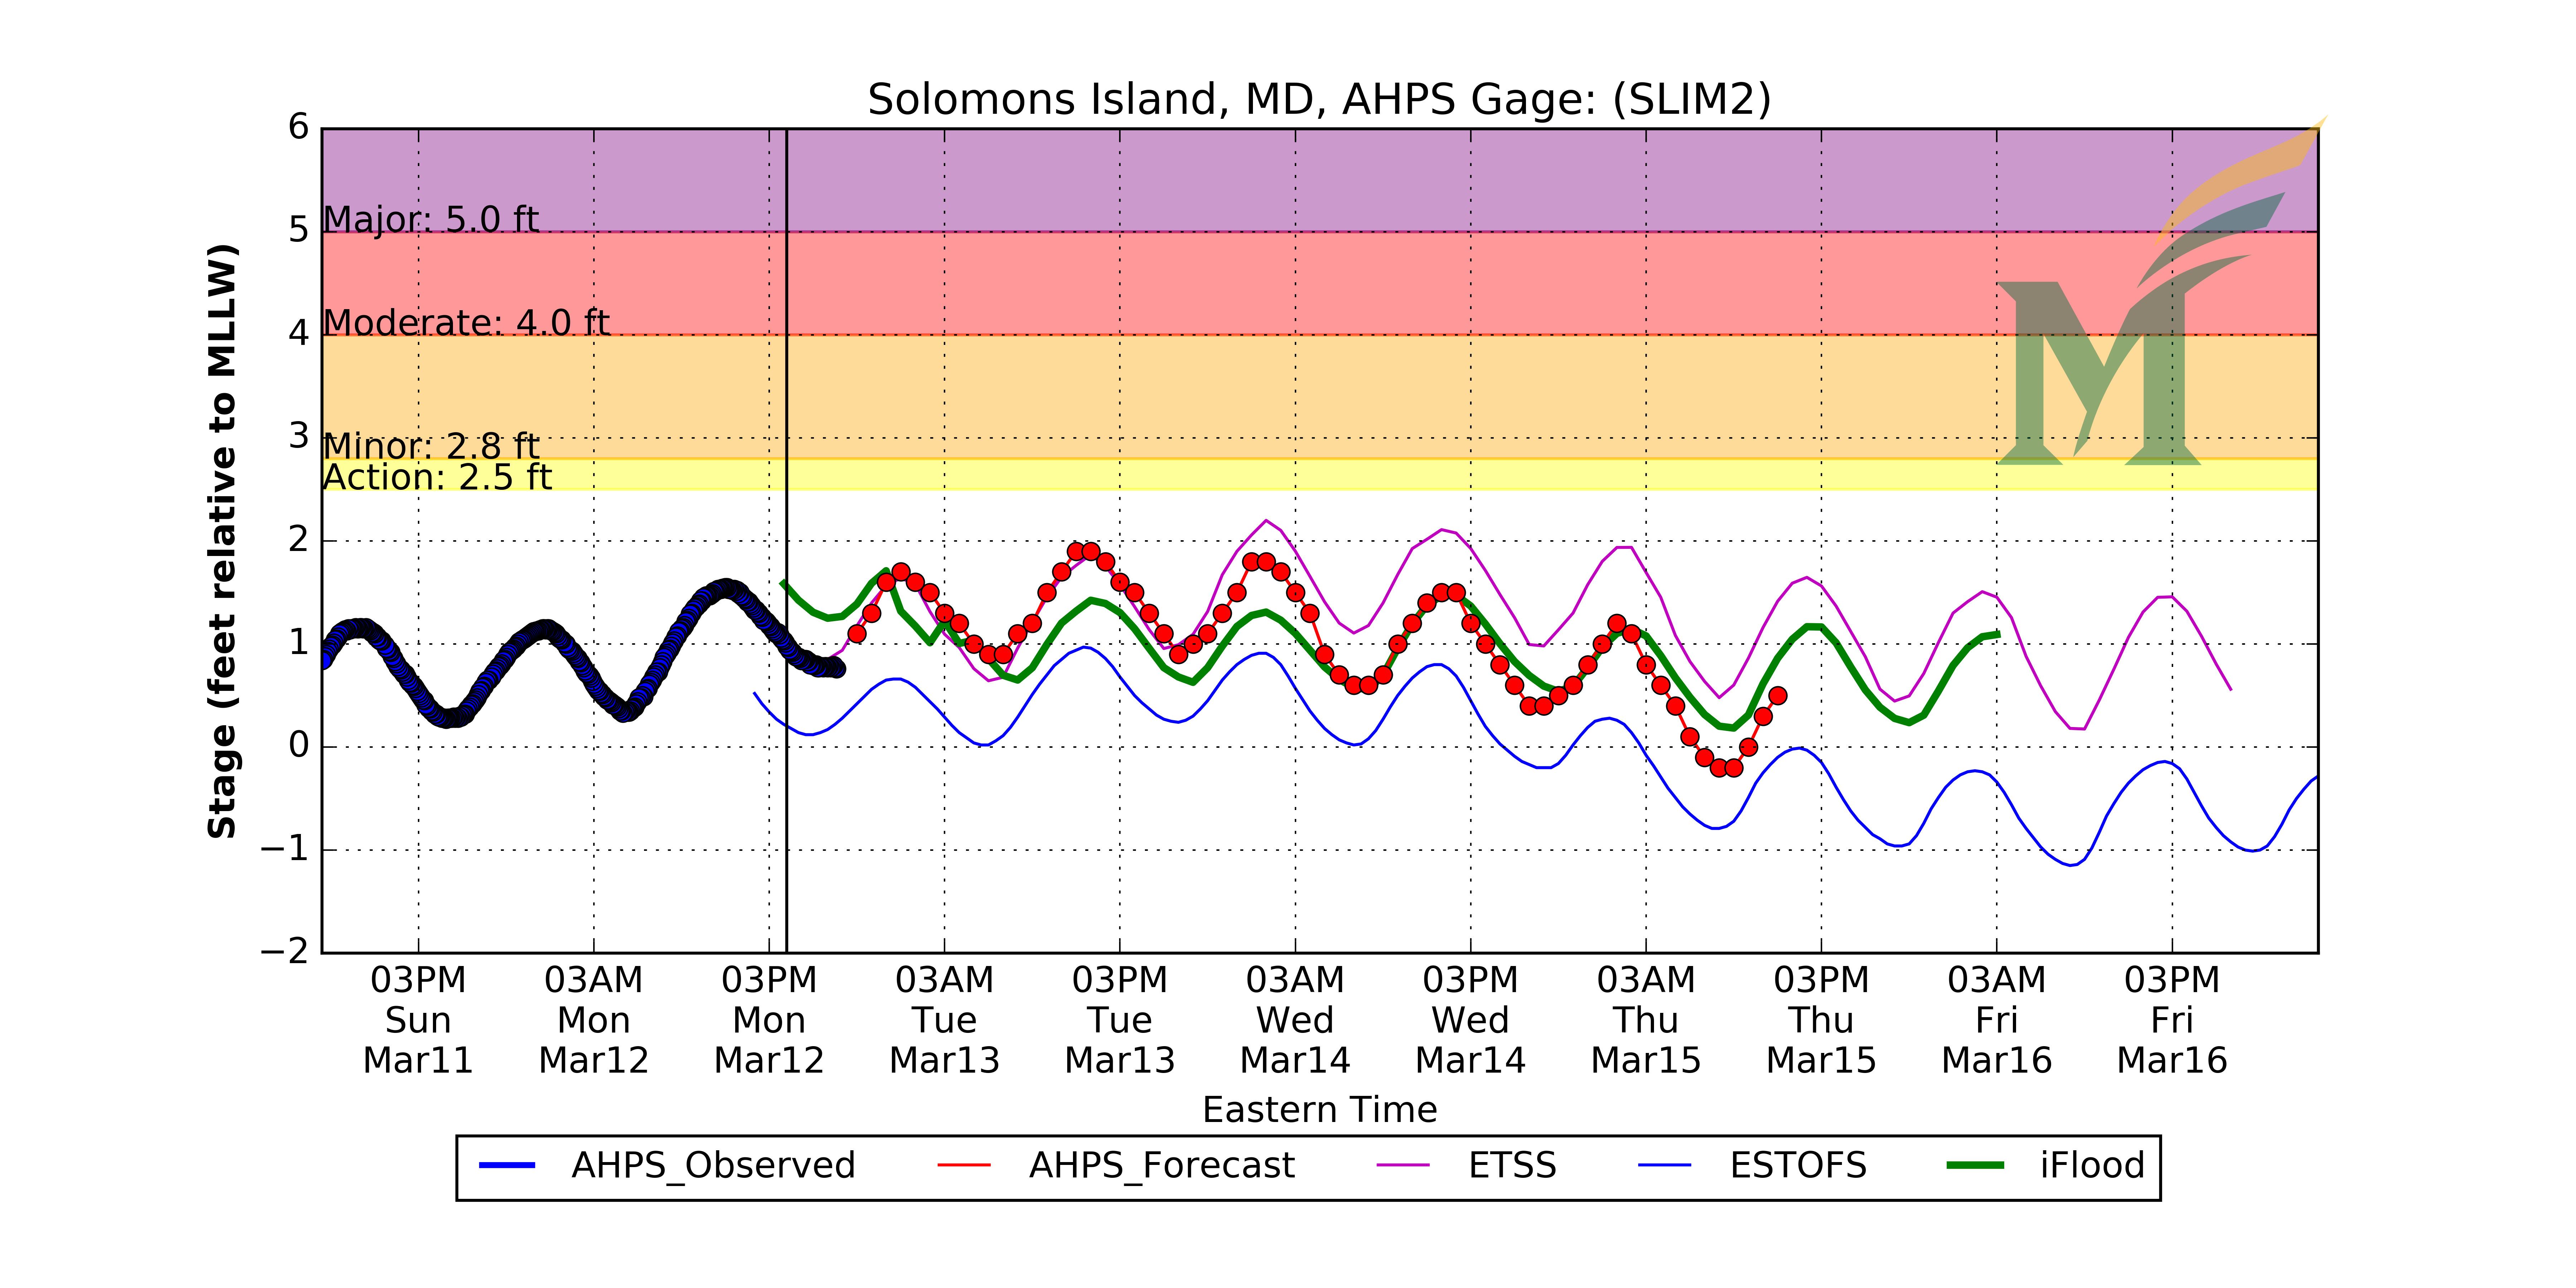 Solomons Island, MD, AHPS Gage: (SLIM2)
Stage (feet relative to MLLW)
6
5
4
3
2
1
0
−1
−2
Major: 5.0 ft
Moderate: 4.0 ft
Minor: 2.8 ft
Action: 2.5 ft
M
03PM 03AM 03PM 03AM 03PM 03AM 03PM 03AM 03PM 03AM 03PM
Sun Mon Mon Tue Tue Wed Wed Thu Thu Fri Fri
Mar11 Mar12 Mar12 Mar13 Mar13 Mar14 Mar14 Mar15 Mar15 Mar16 Mar16
Eastern Time
AHPS_Observed AHPS_Forecast ETSS ESTOFS iFlood